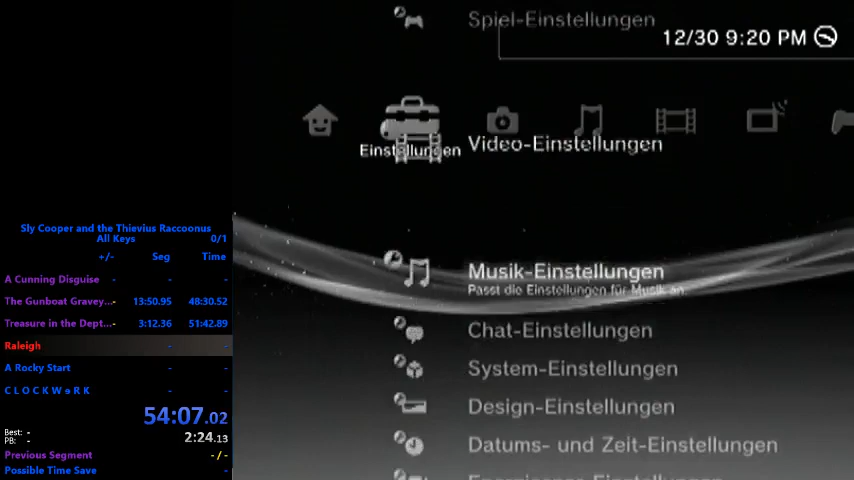 Spiel-Einstellungen
12/30 9:20 PM
Einstellungen
Video-Einstellungen
Musik-Einstellungen
Passt die Einstellungen für Musik an.
Chat-Einstellungen
System-Einstellungen
Design-Einstellungen
Datums- und Zeit-Einstellungen
Sly Cooper and the Thievius Raccoonus
All Keys 0/1
+/- Seg Time
A Cunning Disguise - - -
The Gunboat Gravey...- 13:50.95 48:30.52
Treasure in the Dept...- 3:12.36 51:42.89
Raleigh - -
A Rocky Start - -
C L O C K W ɘ R K - -
54:07.02
Best: -
PB: -
2:24.13
Previous Segment - / -
Possible Time Save -